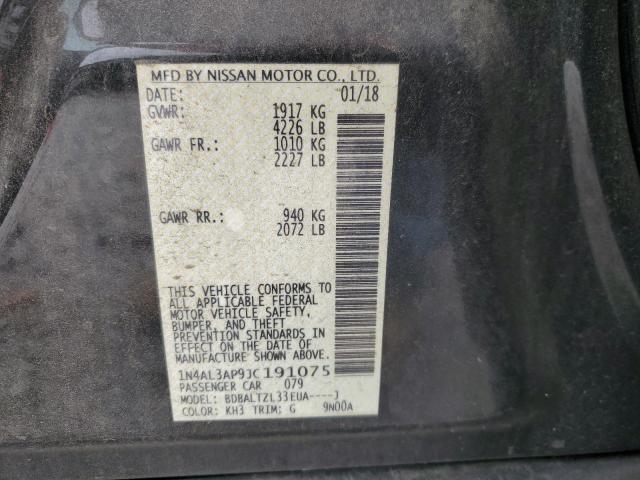 MFD BY NISSAN MOTOR CO., LTD.
DATE: 01/18
GVWR: 1917 KG
4226 LB
GAWR FR.: 1010 KG
2227 LB
GAWR RR.: 940 KG
2072 LB
THIS VEHICLE CONFORMS TO
ALL APPLICABLE FEDERAL
MOTOR VEHICLE SAFETY,
BUMPER, AND THEFT
PREVENTION STANDARDS IN
EFFECT ON THE DATE OF
MANUFACTURE SHOWN ABOVE.
1N4AL3AP9JC191075
PASSENGER CAR 079
MODEL: BDBALTZL33EUA----J
COLOR: KH3 TRIM: G 9N00A